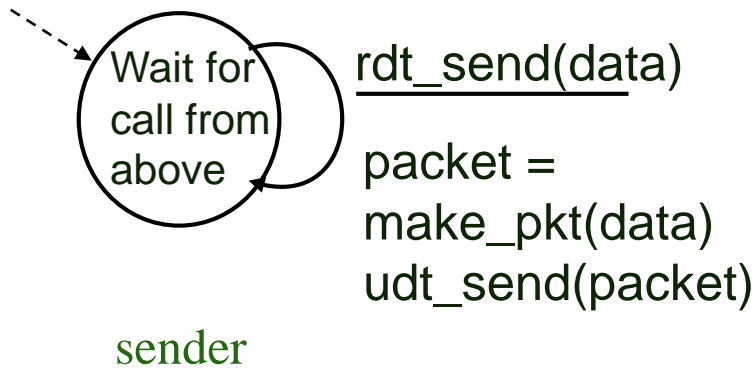 Wait for
call from
above
rdt_send(data)
packet =
make_pkt(data)
udt_send(packet)
sender